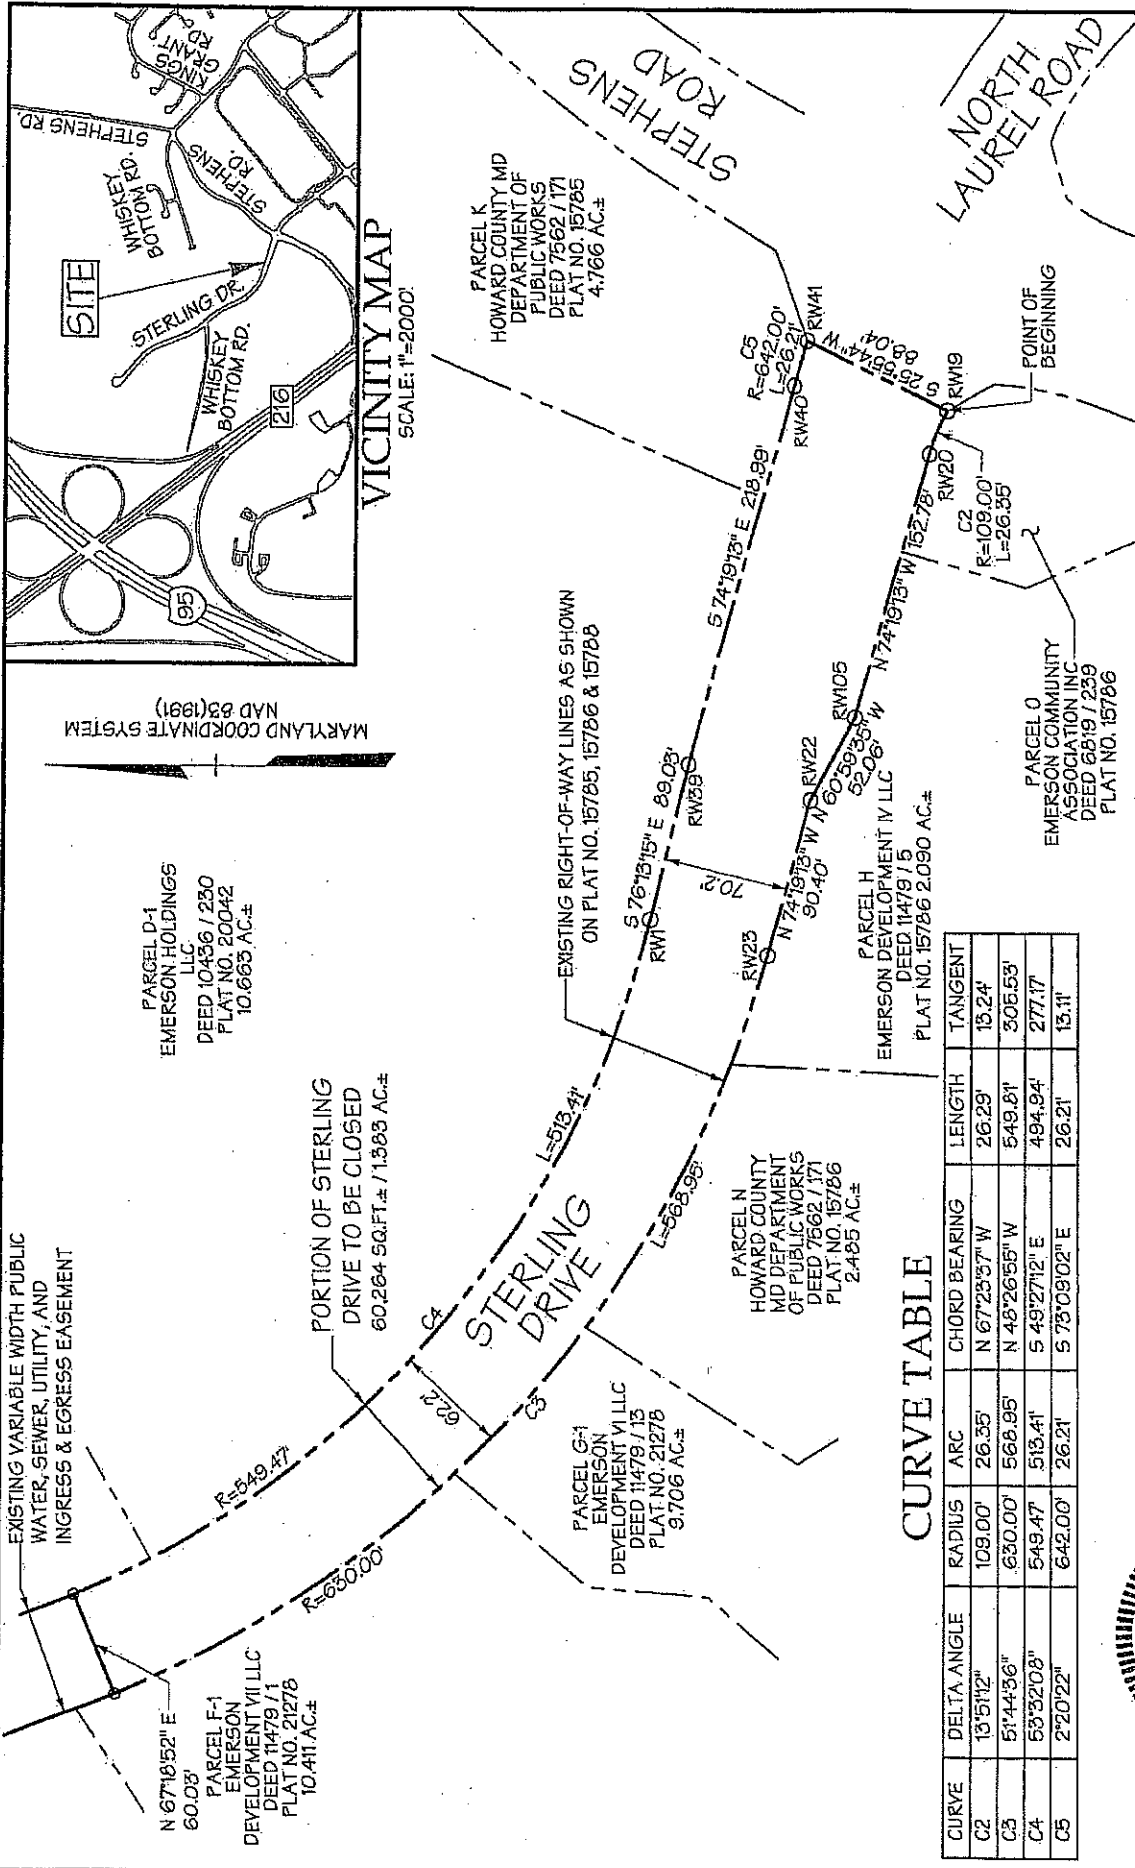 EXISTING VARIABLE WIDTH PUBLIC
WATER, SEWER, UTILITY, AND
INGRESS & EGRESS EASEMENT
N 67°18'52" E
60.03'
PARCEL F-1
EMERSON
DEVELOPMENT VII LLC
DEED 11479 / 1
PLAT NO. 21278
10.411 AC.±
R=549.47'
R=630.00'
PORTION OF STERLING
DRIVE TO BE CLOSED
60,264 SQ.FT.± / 1.383 AC.±
C4
62.2'
C3
STERLING
DRIVE
L=513.41'
L=568.95'
PARCEL G-1
EMERSON
DEVELOPMENT VI LLC
DEED 11479 / 13
PLAT NO. 21278
9.706 AC.±
PARCEL N
HOWARD COUNTY
MD DEPARTMENT
OF PUBLIC WORKS
DEED 7562 / 171
PLAT NO. 15786
2.485 AC.±
PARCEL D-1
EMERSON HOLDINGS
LLC
DEED 10436 / 230
PLAT NO. 20042
10.663 AC.±
MARYLAND COORDINATE SYSTEM
NAD 83(1991)
EXISTING RIGHT-OF-WAY LINES AS SHOWN
ON PLAT NO. 15785, 15786 & 15788
RW1
S 76°13'15" E 89.03'
RW39
70.2'
RW23
N 74°19'13" W
90.40'
RW22
N 60°59'35" W
52.06'
RW105
S 74°19'13" E 218.99'
N 74°19'13" W 152.78'
PARCEL H
EMERSON DEVELOPMENT IV LLC
DEED 11479 / 5
PLAT NO. 15786 2.090 AC.±
RW40
C5
R=642.00'
L=26.21'
RW41
S 25°55'44" W
88.04'
RW20
RW19
C2
R=109.00'
L=26.35'
POINT OF
BEGINNING
PARCEL O
EMERSON COMMUNITY
ASSOCIATION INC
DEED 6819 / 239
PLAT NO. 15786
PARCEL K
HOWARD COUNTY MD
DEPARTMENT OF
PUBLIC WORKS
DEED 7562 / 171
PLAT NO. 15785
4.766 AC.±
STEPHENS
ROAD
NORTH
LAUREL ROAD
VICINITY MAP
SCALE: 1"=2000'
SITE
95
216
STERLING DR.
WHISKEY
BOTTOM RD.
WHISKEY
BOTTOM RD.
STEPHENS RD.
STEPHENS
RD.
KINGS
GRANT
RD
CURVE TABLE
CURVE DELTA ANGLE RADIUS ARC CHORD BEARING LENGTH TANGENT
C2 13°51'12" 109.00' 26.35' N 67°23'37" W 26.29' 13.24'
C3 51°44'36" 630.00' 568.95' N 48°26'55" W 549.81' 305.53'
C4 53°32'08" 549.47' 513.41' S 49°27'12" E 494.94' 277.17'
C5 2°20'22" 642.00' 26.21' S 73°09'02" E 26.21' 13.11'